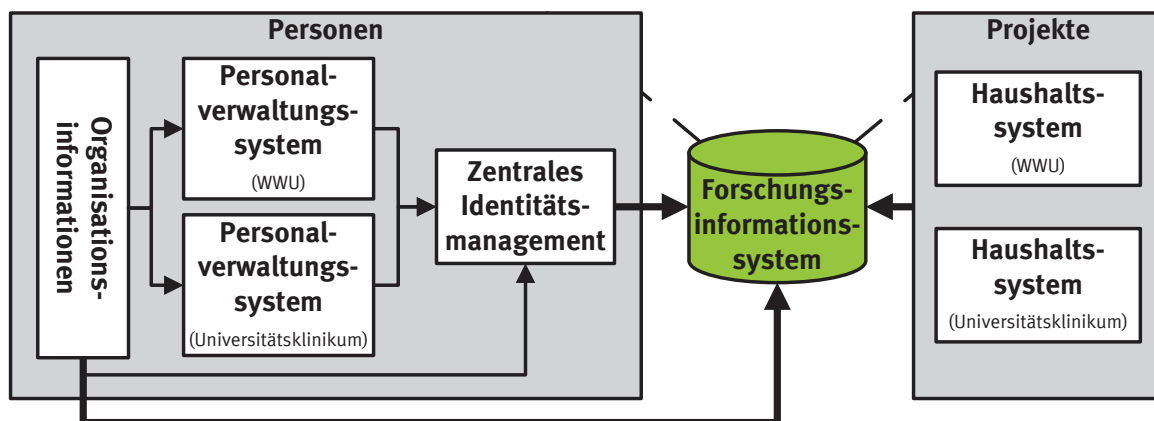 Personen
Organisations-
informationen
Personal-
verwaltungs-
system
(WWU)
Personal-
verwaltungs-
system
(Universitätsklinikum)
Zentrales
Identitäts-
management
Forschungs-
informations-
system
Projekte
Haushalts-
system
(WWU)
Haushalts-
system
(Universitätsklinikum)